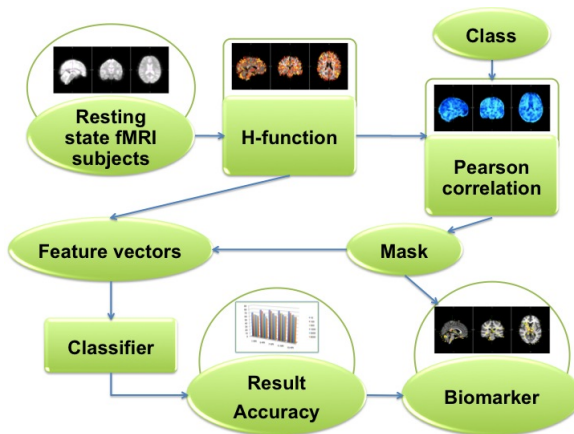 Class
Resting
state fMRI
subjects
H-function
Pearson
correlation
Feature vectors
Mask
Classifier
Result
Accuracy
Biomarker